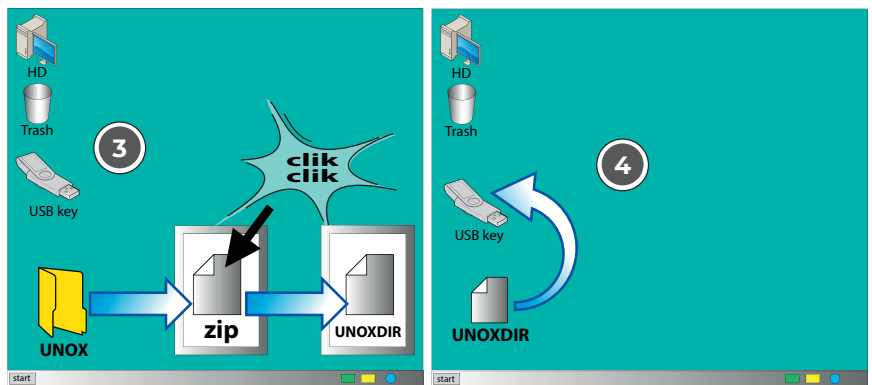 HD
Trash
3
clik
clik
USB key
zip
UNOXDIR
UNOX
start
HD
Trash
4
USB key
UNOXDIR
start